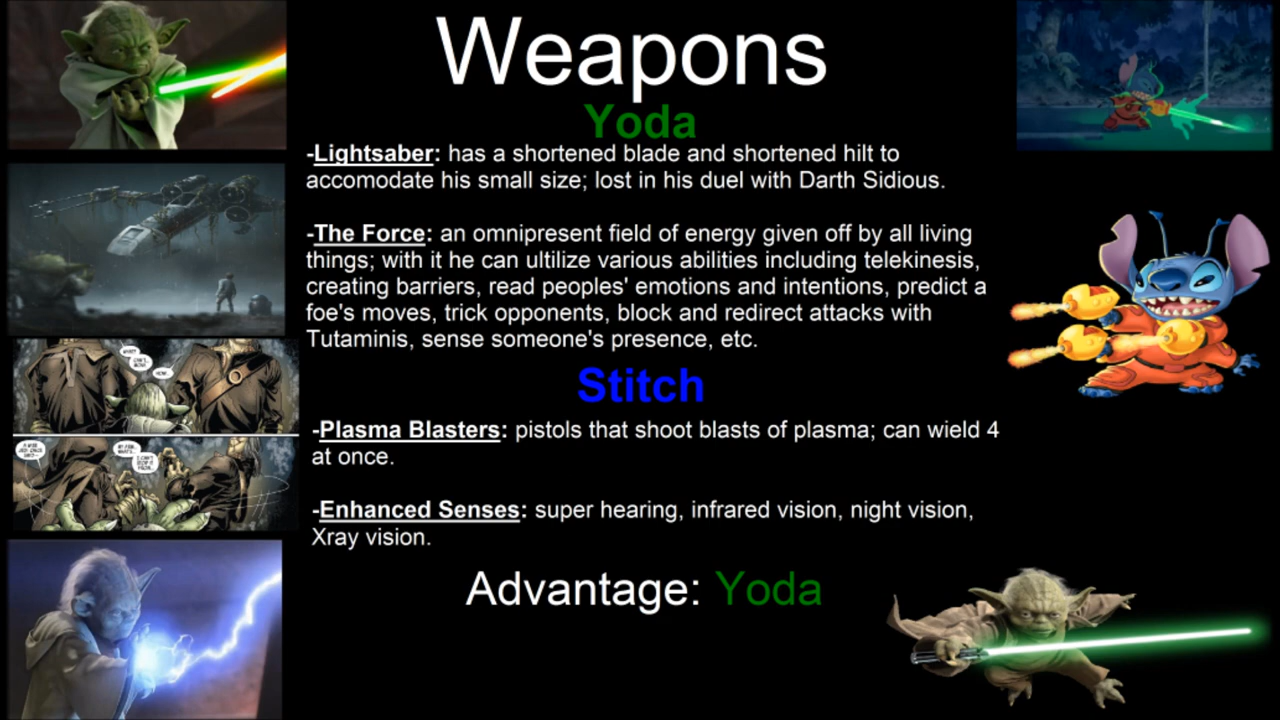 Weapons
Yoda
-Lightsaber: has a shortened blade and shortened hilt to
accomodate his small size; lost in his duel with Darth Sidious.
-The Force: an omnipresent field of energy given off by all living
things; with it he can ultilize various abilities including telekinesis,
creating barriers, read peoples' emotions and intentions, predict a
foe's moves, trick opponents, block and redirect attacks with
Tutaminis, sense someone's presence, etc.
Stitch
-Plasma Blasters: pistols that shoot blasts of plasma; can wield 4
at once.
-Enhanced Senses: super hearing, infrared vision, night vision,
Xray vision.
Advantage: Yoda